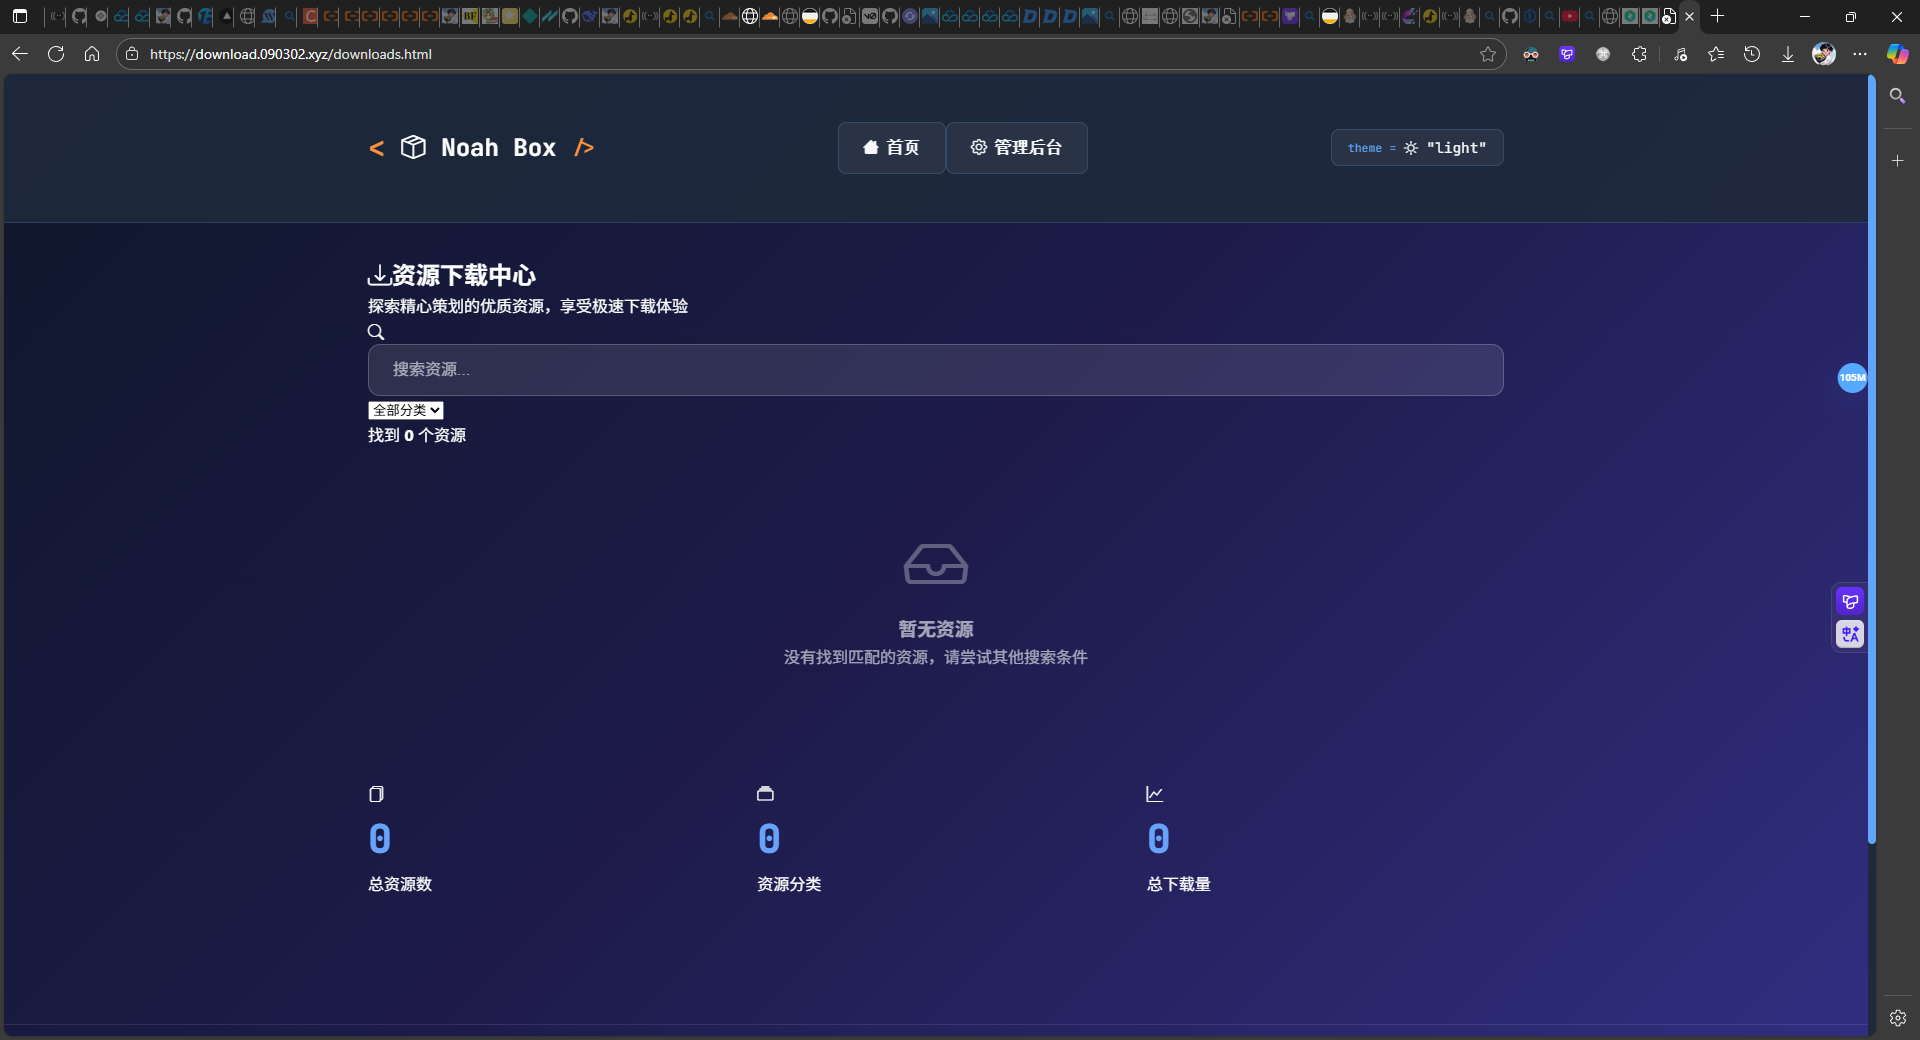 https://download.090302.xyz/downloads.html
< Noah Box />
首页
管理后台
theme = "light"
资源下载中心
探索精心策划的优质资源，享受极速下载体验
搜索资源...
全部分类
找到 0 个资源
105M
暂无资源
没有找到匹配的资源，请尝试其他搜索条件
0
0
0
总资源数
资源分类
总下载量